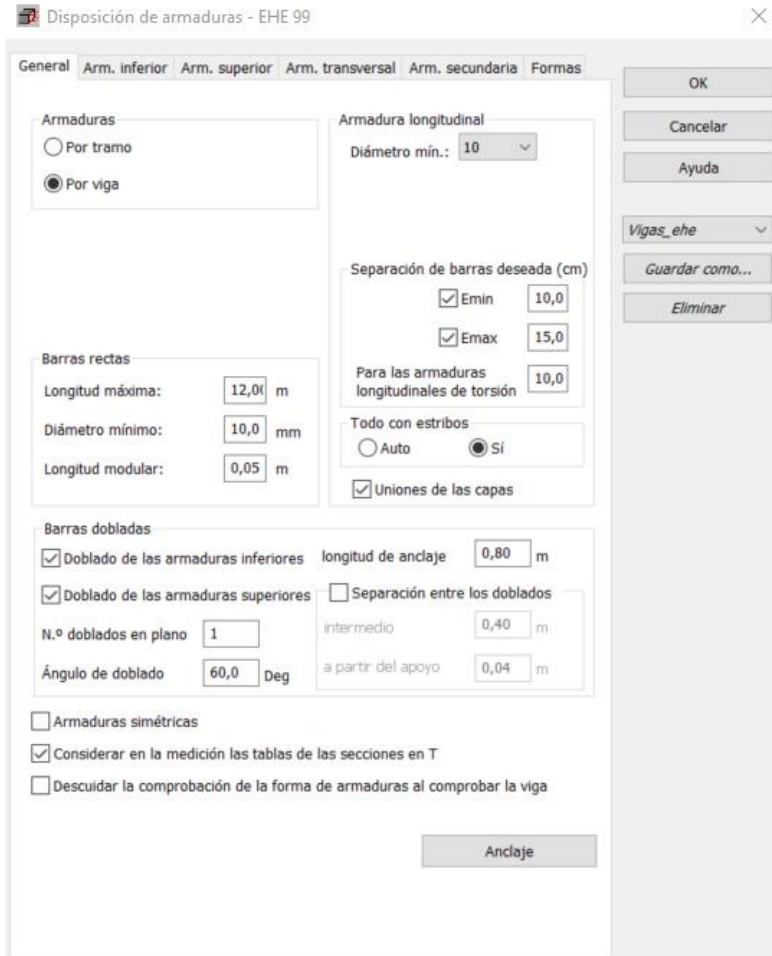 Disposición de armaduras - EHE 99
General Arm. inferior Arm. superior Arm. transversal Arm. secundaria Formas
OK
Cancelar
Ayuda
Vigas_ehe
Guardar como...
Eliminar
Armaduras
Por tramo
Por viga
Armadura longitudinal
Diámetro mín.: 10
Separación de barras deseada (cm)
Emin 10,0
Emax 15,0
Para las armaduras
longitudinales de torsión 10,0
Barras rectas
Longitud máxima: 12,00 m
Diámetro mínimo: 10,0 mm
Longitud modular: 0,05 m
Todo con estribos
Auto Sí
Uniones de las capas
Barras dobladas
Doblado de las armaduras inferiores longitud de anclaje 0,80 m
Doblado de las armaduras superiores Separación entre los doblados
N.º doblados en plano 1
intermedio 0,40 m
Ángulo de doblado 60,0 Deg
a partir del apoyo 0,04 m
Armaduras simétricas
Considerar en la medición las tablas de las secciones en T
Descuidar la comprobación de la forma de armaduras al comprobar la viga
Anclaje